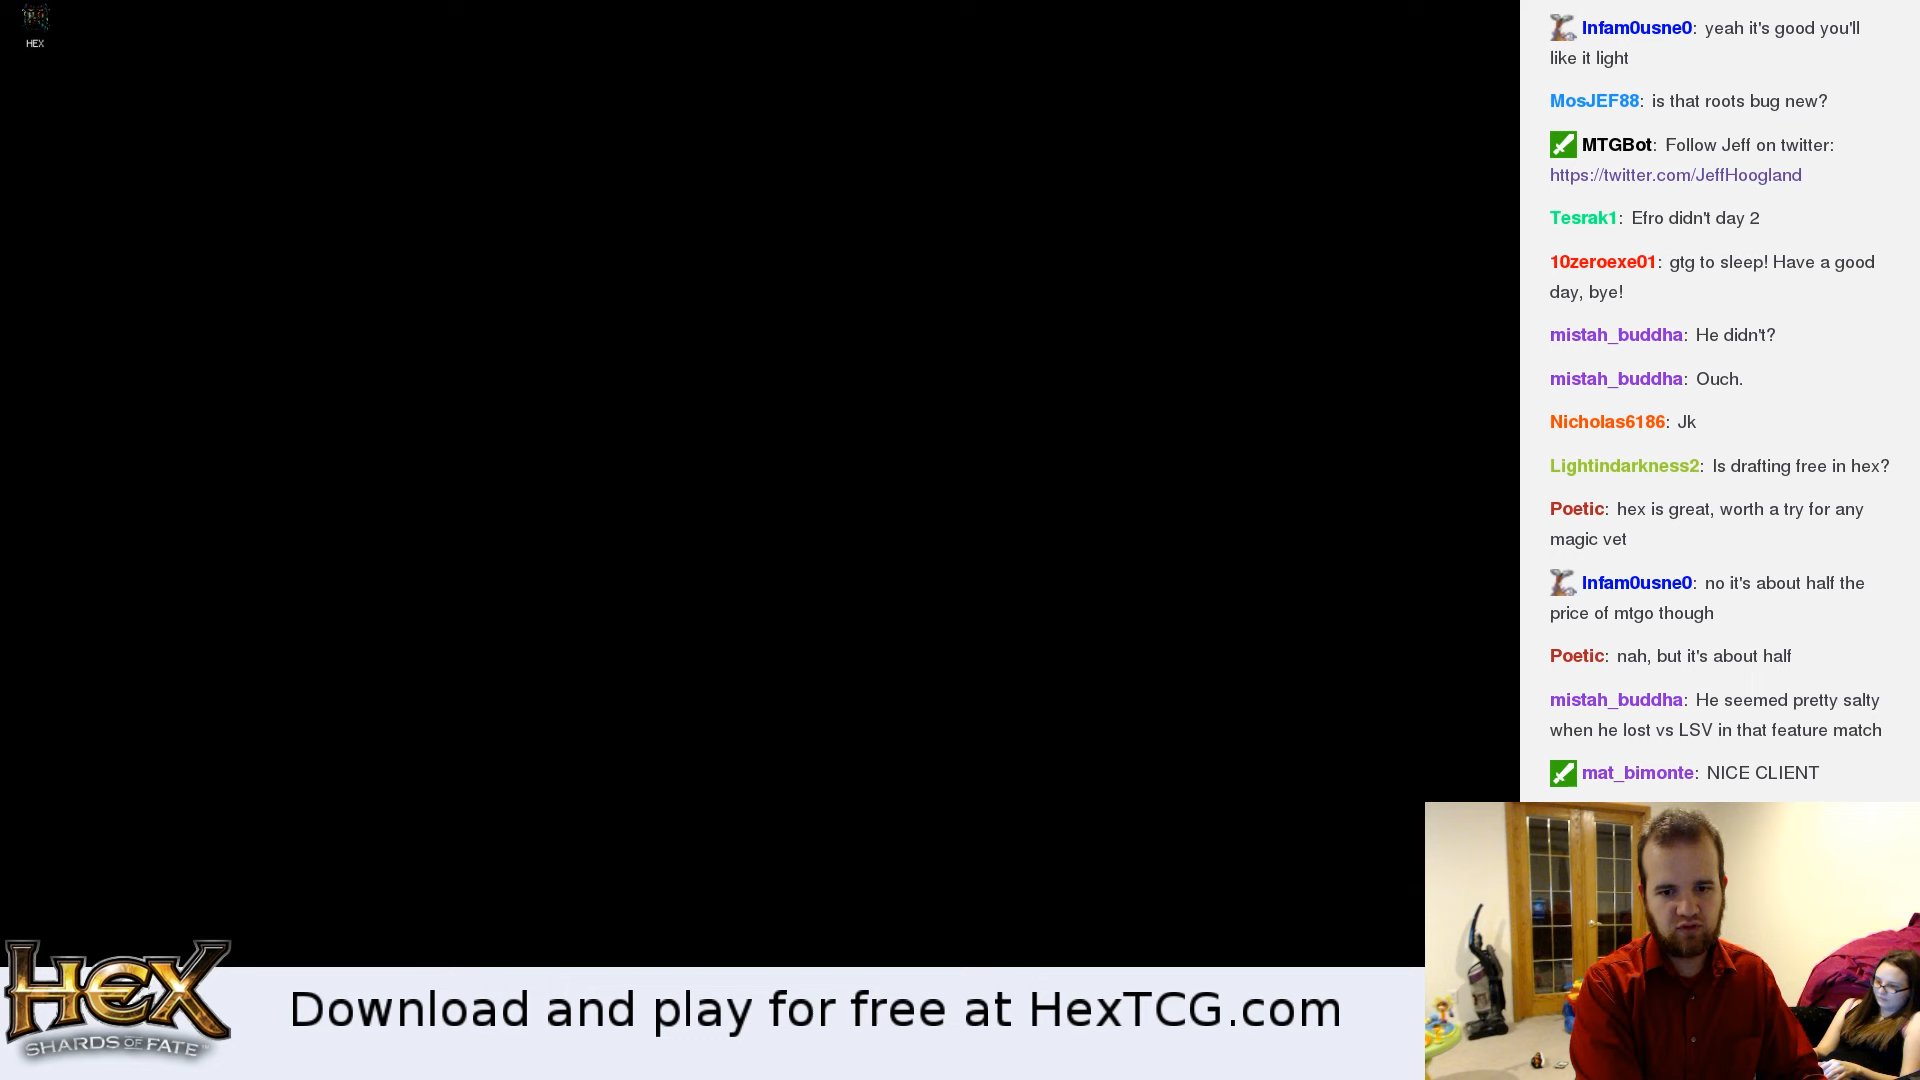 HEX
Infam0usne0: yeah it's good you'll
like it light
MosJEF88: is that roots bug new?
MTGBot: Follow Jeff on twitter:
https://twitter.com/JeffHoogland
Tesrak1: Efro didn't day 2
10zeroexe01: gtg to sleep! Have a good
day, bye!
mistah_buddha: He didn't?
mistah_buddha: Ouch.
Nicholas6186: Jk
Lightindarkness2: Is drafting free in hex?
Poetic: hex is great, worth a try for any
magic vet
Infam0usne0: no it's about half the
price of mtgo though
Poetic: nah, but it's about half
mistah_buddha: He seemed pretty salty
when he lost vs LSV in that feature match
mat_bimonte: NICE CLIENT
HEX
SHARDS OF FATE™
Download and play for free at HexTCG.com